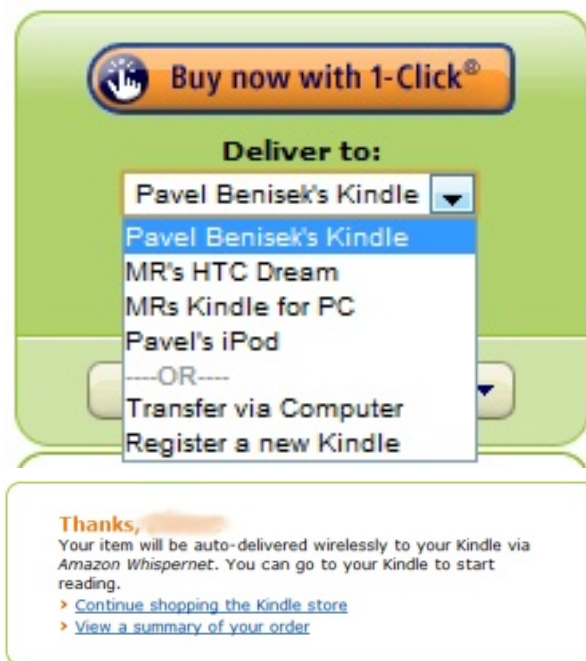 Buy now with 1-Click®
Deliver to:
Pavel Benisek's Kindle
Pavel Benisek's Kindle
MR's HTC Dream
MRs Kindle for PC
Pavel's iPod
----OR----
Transfer via Computer
Register a new Kindle
Thanks,
Your item will be auto-delivered wirelessly to your Kindle via
Amazon Whispernet. You can go to your Kindle to start
reading.
› Continue shopping the Kindle store
› View a summary of your order